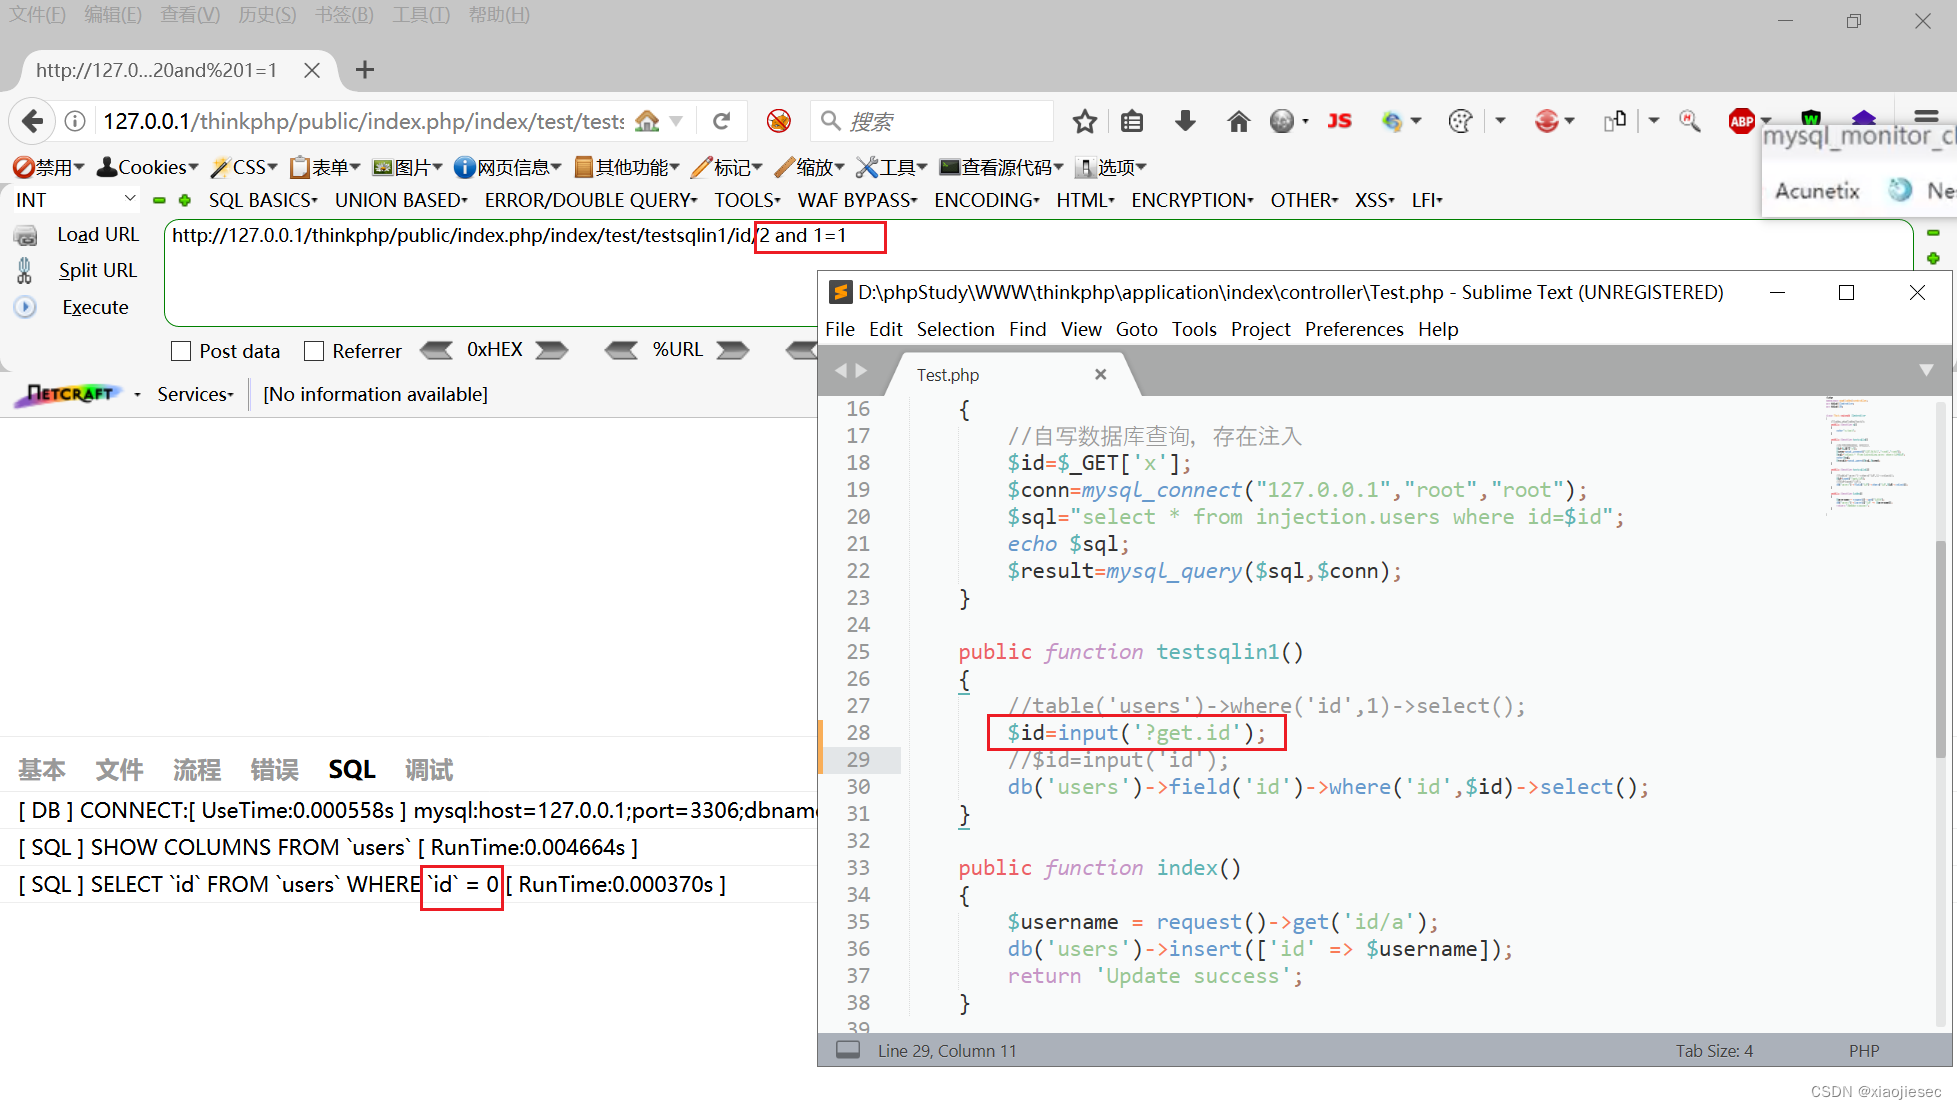 文件(F) 编辑(E) 查看(V) 历史(S) 书签(B) 工具(T) 帮助(H)
http://127.0...20and%201=1
127.0.0.1/thinkphp/public/index.php/index/test/tests
搜索
JS
ABP
禁用 Cookies CSS 表单 图片 网页信息 其他功能 标记 缩放 工具 查看源代码 选项
mysql_monitor_cl
Acunetix Nes
INT SQL BASICS UNION BASED ERROR/DOUBLE QUERY TOOLS WAF BYPASS ENCODING HTML ENCRYPTION OTHER XSS LFI
Load URL
http://127.0.0.1/thinkphp/public/index.php/index/test/testsqlin1/id/2 and 1=1
Split URL
Execute
Post data Referrer 0xHEX %URL
NETCRAFT Services [No information available]
基本 文件 流程 错误 SQL 调试
[ DB ] CONNECT:[ UseTime:0.000558s ] mysql:host=127.0.0.1;port=3306;dbname
[ SQL ] SHOW COLUMNS FROM `users` [ RunTime:0.004664s ]
[ SQL ] SELECT `id` FROM `users` WHERE `id` = 0 [ RunTime:0.000370s ]
D:\phpStudy\WWW\thinkphp\application\index\controller\Test.php - Sublime Text (UNREGISTERED)
File Edit Selection Find View Goto Tools Project Preferences Help
Test.php
16 {
17 //自写数据库查询，存在注入
18 $id=$_GET['x'];
19 $conn=mysql_connect("127.0.0.1","root","root");
20 $sql="select * from injection.users where id=$id";
21 echo $sql;
22 $result=mysql_query($sql,$conn);
23 }
24
25 public function testsqlin1()
26 {
27 //table('users')->where('id',1)->select();
28 $id=input('?get.id');
29 //$id=input('id');
30 db('users')->field('id')->where('id',$id)->select();
31 }
32
33 public function index()
34 {
35 $username = request()->get('id/a');
36 db('users')->insert(['id' => $username]);
37 return 'Update success';
38 }
39
Line 29, Column 11 Tab Size: 4 PHP
CSDN @xiaojiesec